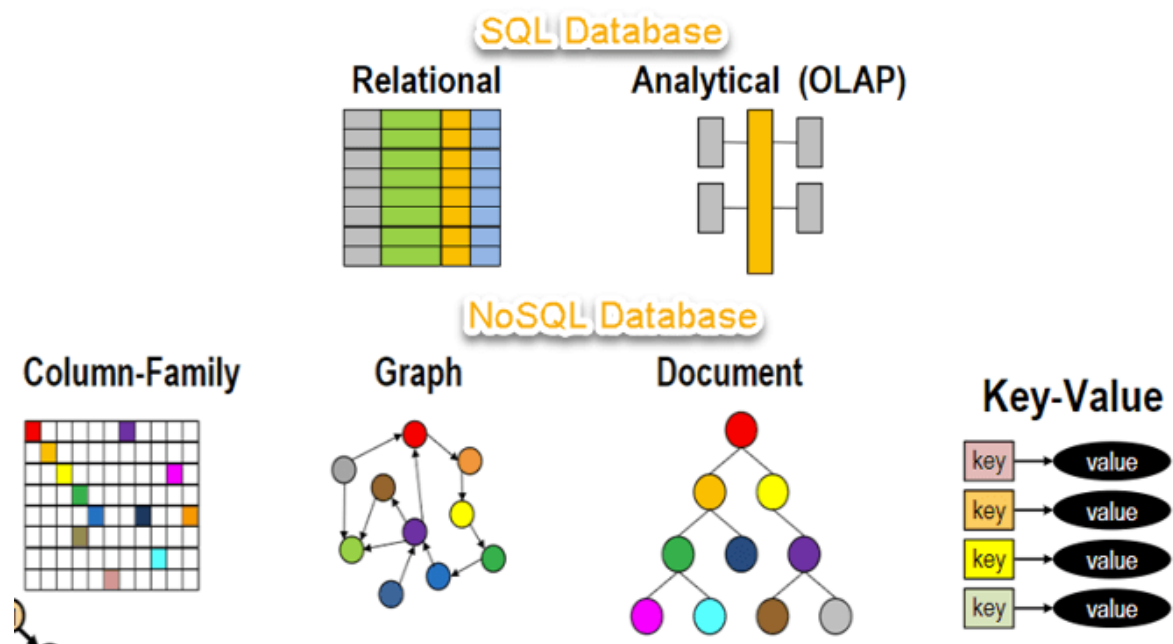 SQL Database
Relational
Analytical (OLAP)
NoSQL Database
Column-Family
Graph
Document
Key-Value
key
value
key
value
key
value
key
value